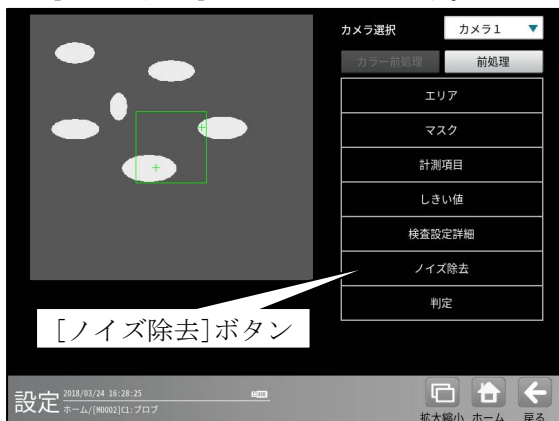 カメラ選択
カメラ1
カラー前処理
前処理
エリア
マスク
計測項目
しきい値
検査設定詳細
ノイズ除去
判定
[ノイズ除去]ボタン
設定
2018/03/24 16:28:25
ホーム/[M0002]C1:ブロブ
拡大縮小
ホーム
戻る